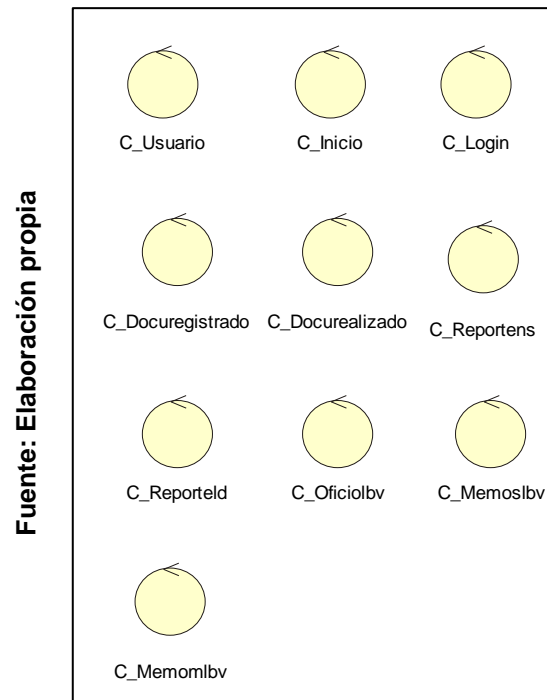 Fuente: Elaboración propia
C_Usuario
C_Inicio
C_Login
C_Docuregistrado
C_Docurealizado
C_Reportens
C_Reporteld
C_Oficiolbv
C_Memoslbv
C_Memomlbv